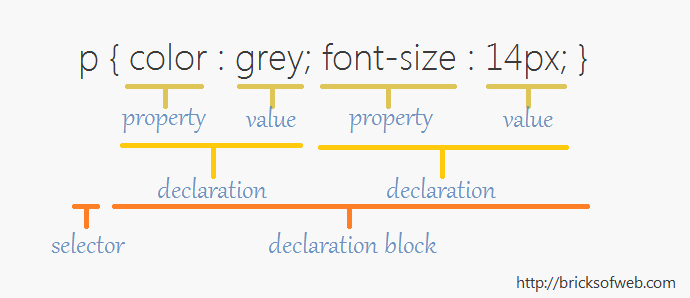 p { color : grey; font-size : 14px; }
property value property value
declaration declaration
selector declaration block
http://bricksofweb.com